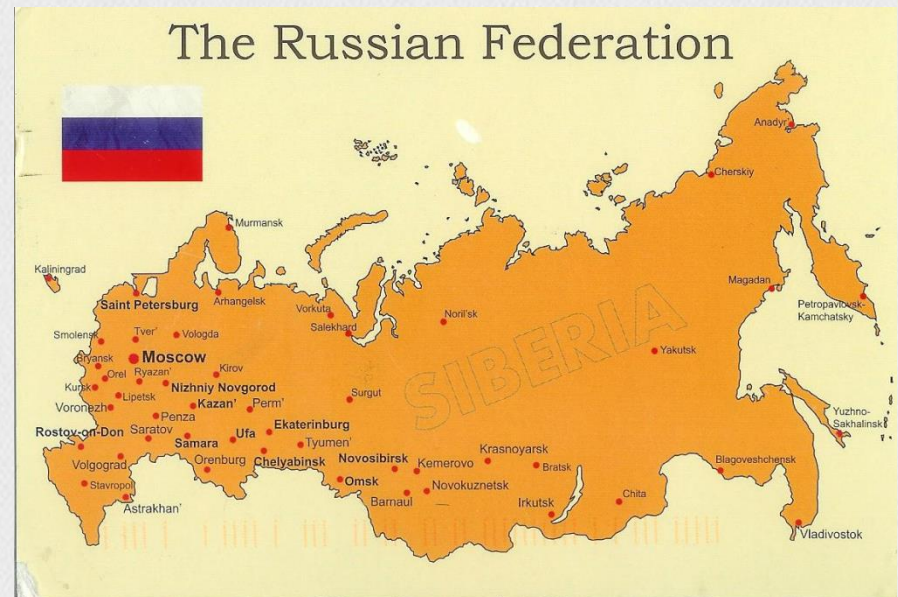 The Russian Federation
Anadyr'
Cherskiy
Murmansk
Kaliningrad
Magadan
Saint Petersburg
Arhangelsk
Petropavlovsk-
Kamchatsky
Vorkuta
Noril'sk
Salekhard
Smolensk
Tver'
Vologda
SIBERIA
Yakutsk
Moscow
Bryansk
Orel
Ryazan'
Kirov
Kursk
Nizhniy Novgorod
Lipetsk
Surgut
Voronezh
Kazan'
Perm'
Yuzhno-
Sakhalinsk
Penza
Rostov-on-Don
Saratov
Samara
Ufa
Ekaterinburg
Tyumen'
Krasnoyarsk
Volgograd
Orenburg
Chelyabinsk
Novosibirsk
Kemerovo
Bratsk
Blagoveshchensk
Stavropol'
Omsk
Novokuznetsk
Astrakhan'
Barnaul
Irkutsk
Chita
Vladivostok